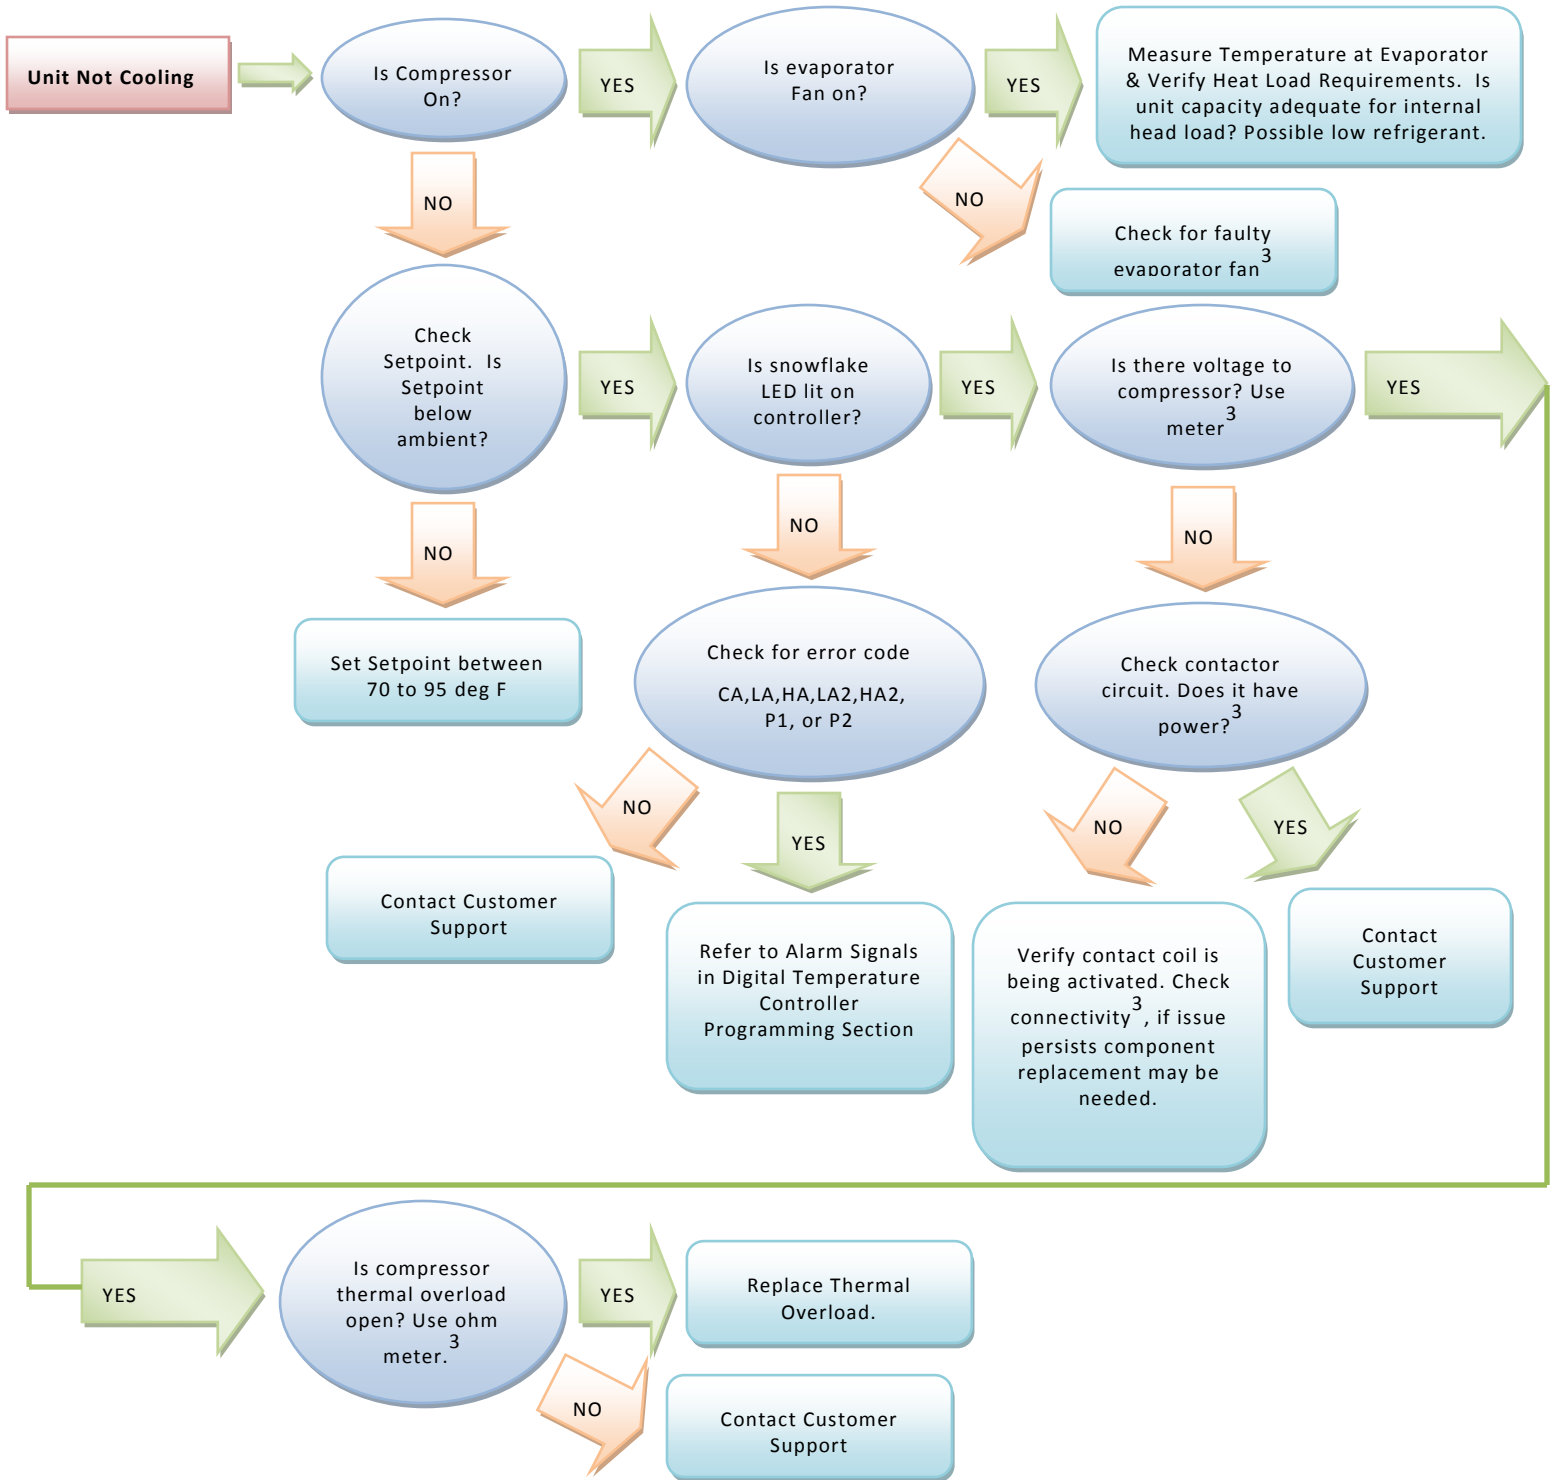 Unit Not Cooling
Is Compressor
On?
YES
Is evaporator
Fan on?
YES
Measure Temperature at Evaporator
& Verify Heat Load Requirements.  Is
unit capacity adequate for internal
head load? Possible low refrigerant.
NO
NO
Check for faulty
evaporator fan3
Check
Setpoint.  Is
Setpoint
below
ambient?
YES
Is snowflake
LED lit on
controller?
YES
Is there voltage to
compressor? Use
meter3
YES
NO
NO
NO
Set Setpoint between
70 to 95 deg F
Check for error code
CA,LA,HA,LA2,HA2,
P1, or P2
Check contactor
circuit. Does it have
power?3
NO
YES
NO
YES
Contact Customer
Support
Refer to Alarm Signals
in Digital Temperature
Controller
Programming Section
Verify contact coil is
being activated. Check
connectivity3, if issue
persists component
replacement may be
needed.
Contact
Customer
Support
YES
Is compressor
thermal overload
open? Use ohm
meter.3
YES
Replace Thermal
Overload.
NO
Contact Customer
Support